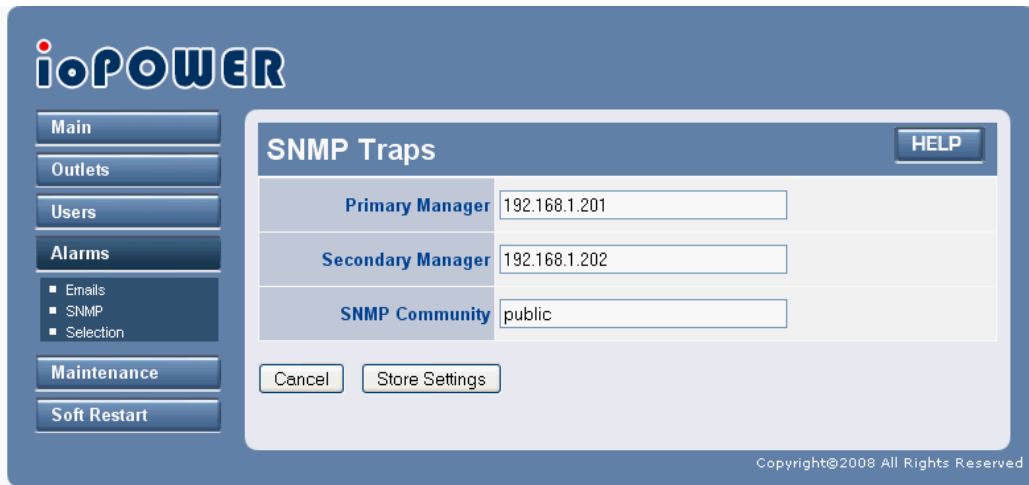 ioPOWER
Main
Outlets
Users
Alarms
Emails
SNMP
Selection
Maintenance
Soft Restart
SNMP Traps
HELP
Primary Manager 192.168.1.201
Secondary Manager 192.168.1.202
SNMP Community public
Cancel Store Settings
Copyright©2008 All Rights Reserved